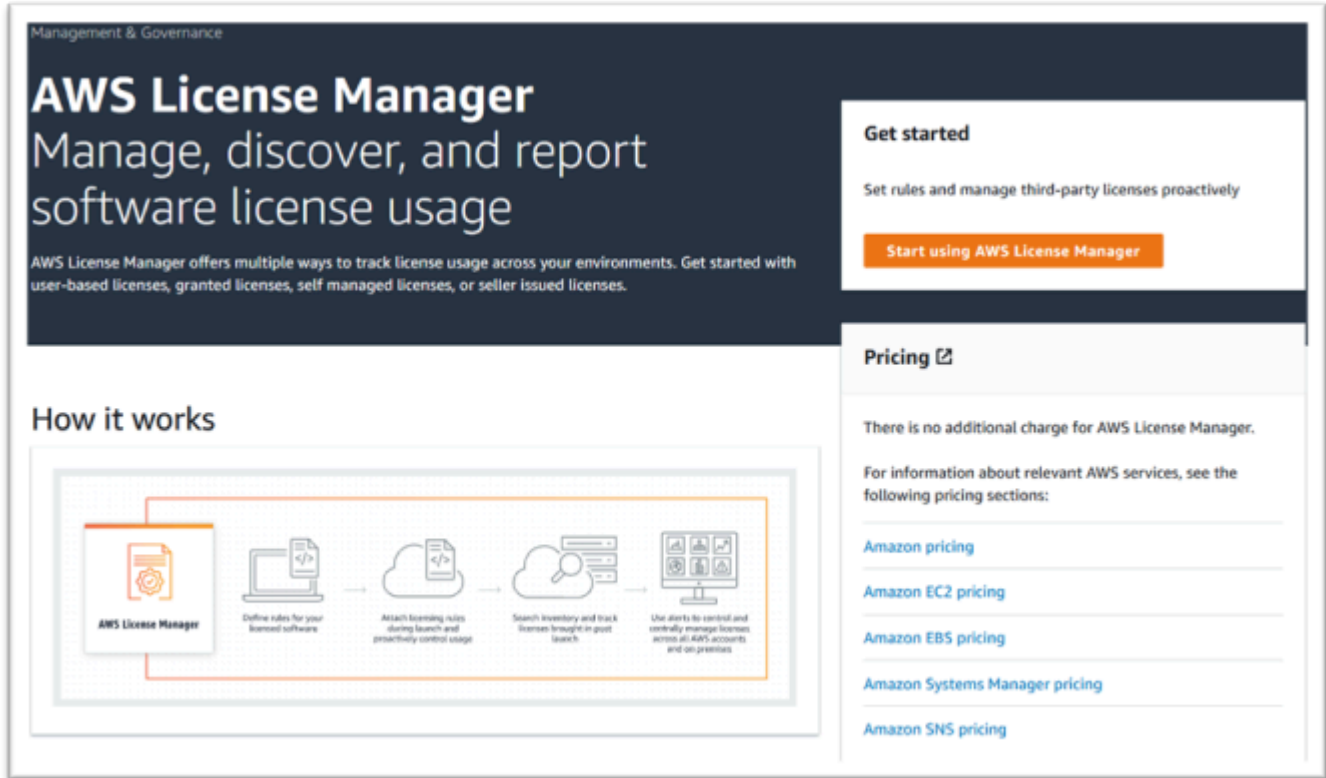 Management & Governance
AWS License Manager
Manage, discover, and report
software license usage
AWS License Manager offers multiple ways to track license usage across your environments. Get started with
user-based licenses, granted licenses, self managed licenses, or seller issued licenses.
Get started
Set rules and manage third-party licenses proactively
Start using AWS License Manager
How it works
AWS License Manager
Define rules for your
licensed software
Attach licensing rules
during launch and
proactively control usage
Search inventory and track
licenses brought in post
launch
Use alerts to control and
centrally manage licenses
across all AWS accounts
and on premises
Pricing
There is no additional charge for AWS License Manager.
For information about relevant AWS services, see the
following pricing sections:
Amazon pricing
Amazon EC2 pricing
Amazon EBS pricing
Amazon Systems Manager pricing
Amazon SNS pricing